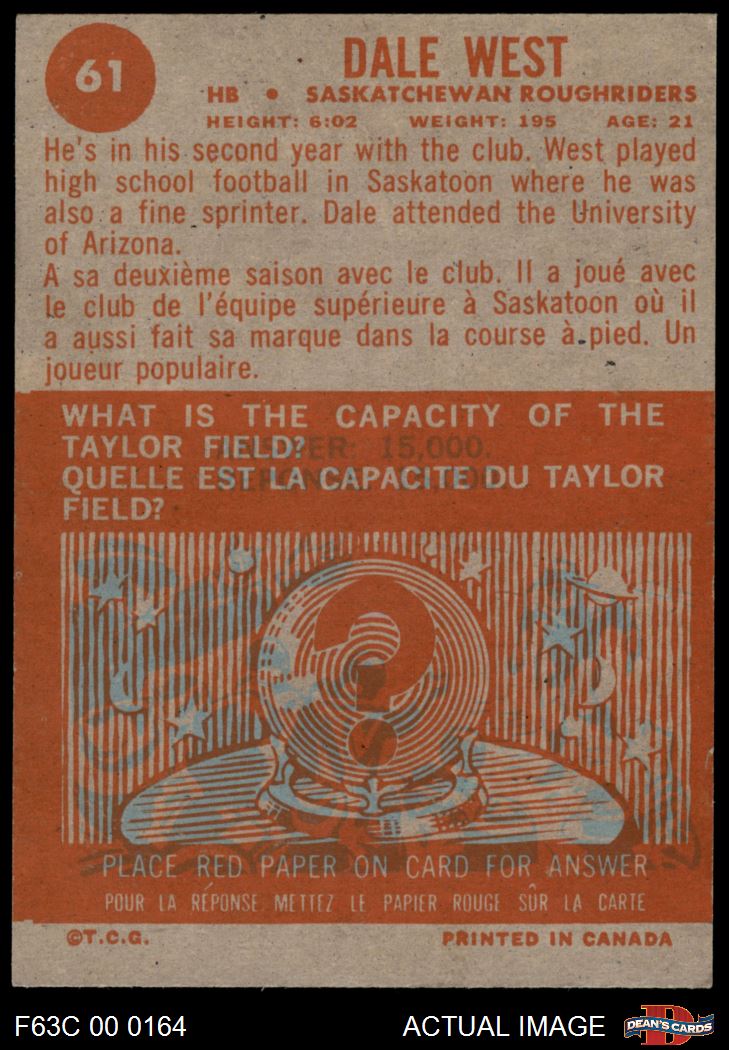 61
DALE WEST
HB • SASKATCHEWAN ROUGHRIDERS
HEIGHT: 6:02 WEIGHT: 195 AGE: 21
He's in his second year with the club. West played
high school football in Saskatoon where he was
also a fine sprinter. Dale attended the University
of Arizona.
A sa deuxième saison avec le club. Il a joué avec
le club de l'équipe supérieure à Saskatoon où il
a aussi fait sa marque dans la course à pied. Un
joueur populaire.
WHAT IS THE CAPACITY OF THE
TAYLOR FIELD?
ANSWER: 15,000.
QUELLE EST LA CAPACITE DU TAYLOR
FIELD?
?
PLACE RED PAPER ON CARD FOR ANSWER
POUR LA RÉPONSE METTEZ LE PAPIER ROUGE SÛR LA CARTE
©T.C.G. PRINTED IN CANADA
F63C 00 0164 ACTUAL IMAGE DEAN'S CARDS